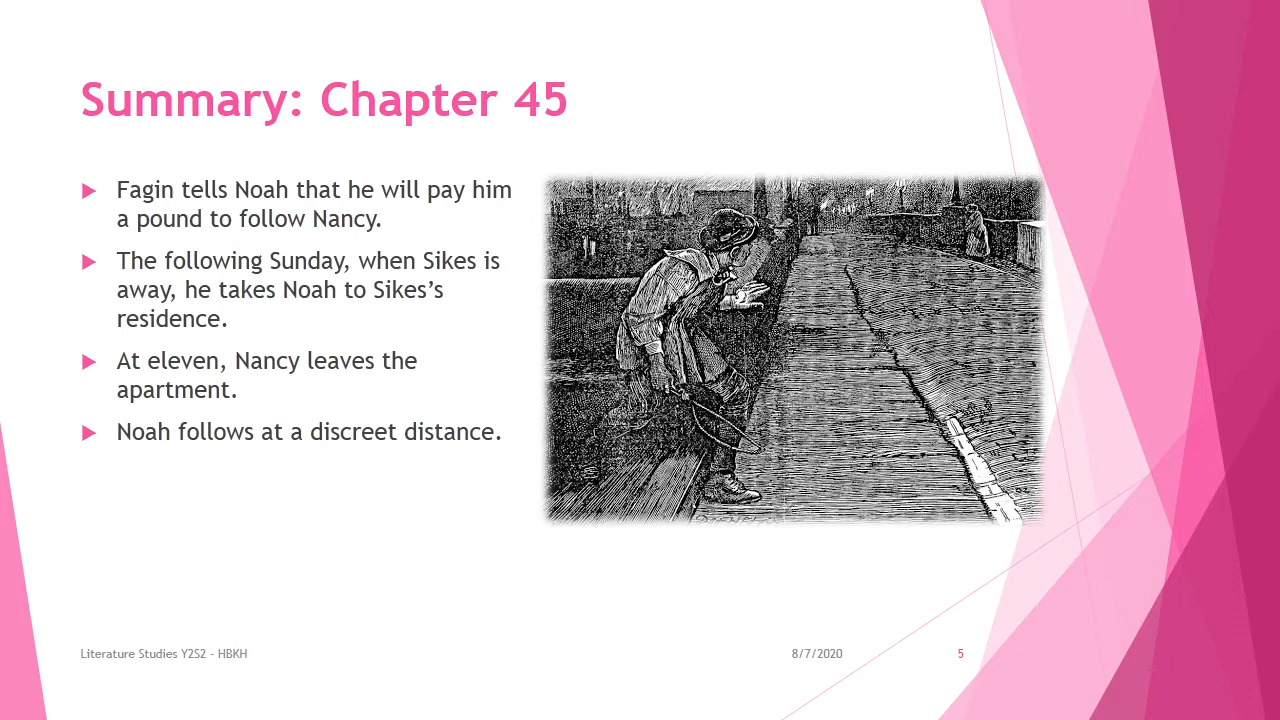 Summary: Chapter 45
Fagin tells Noah that he will pay him
a pound to follow Nancy.
The following Sunday, when Sikes is
away, he takes Noah to Sikes’s
residence.
At eleven, Nancy leaves the
apartment.
Noah follows at a discreet distance.
Literature Studies Y2S2 - HBKH
8/7/2020
5